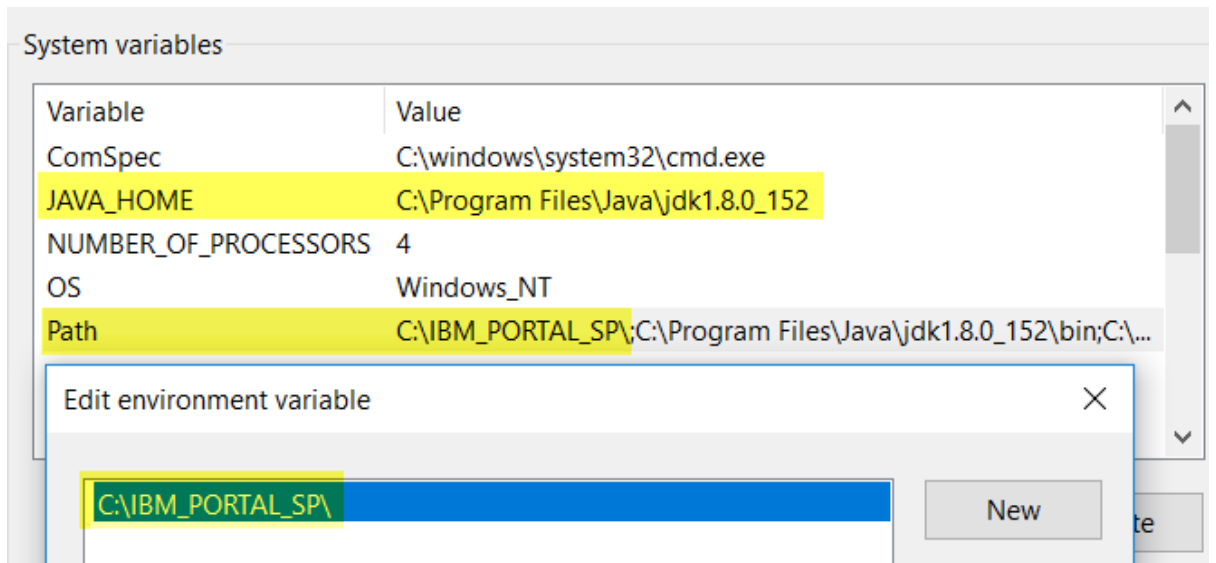 System variables
Variable Value
ComSpec C:\windows\system32\cmd.exe
JAVA_HOME C:\Program Files\Java\jdk1.8.0_152
NUMBER_OF_PROCESSORS 4
OS Windows_NT
Path C:\IBM_PORTAL_SP\;C:\Program Files\Java\jdk1.8.0_152\bin;C:\...
Edit environment variable
C:\IBM_PORTAL_SP\
New
te